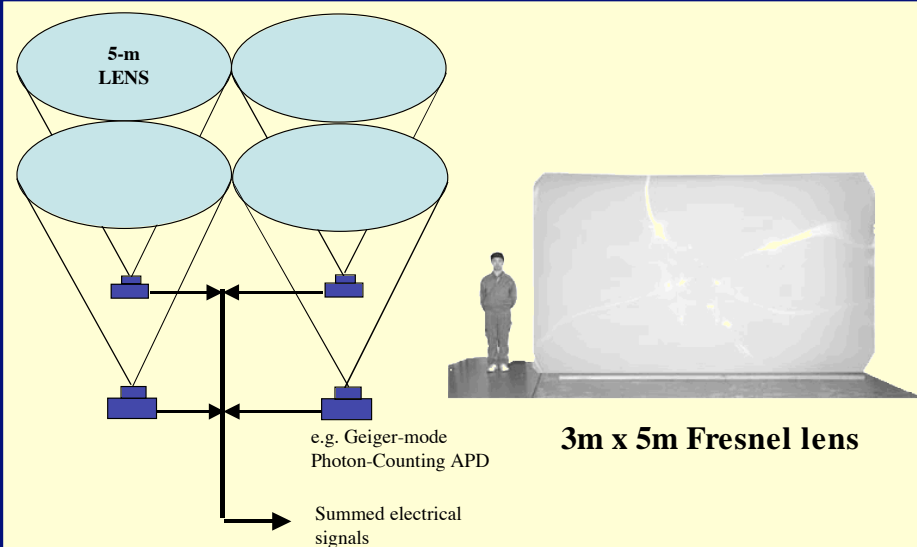 5-m
LENS
e.g. Geiger-mode
Photon-Counting APD
3m x 5m Fresnel lens
Summed electrical
signals